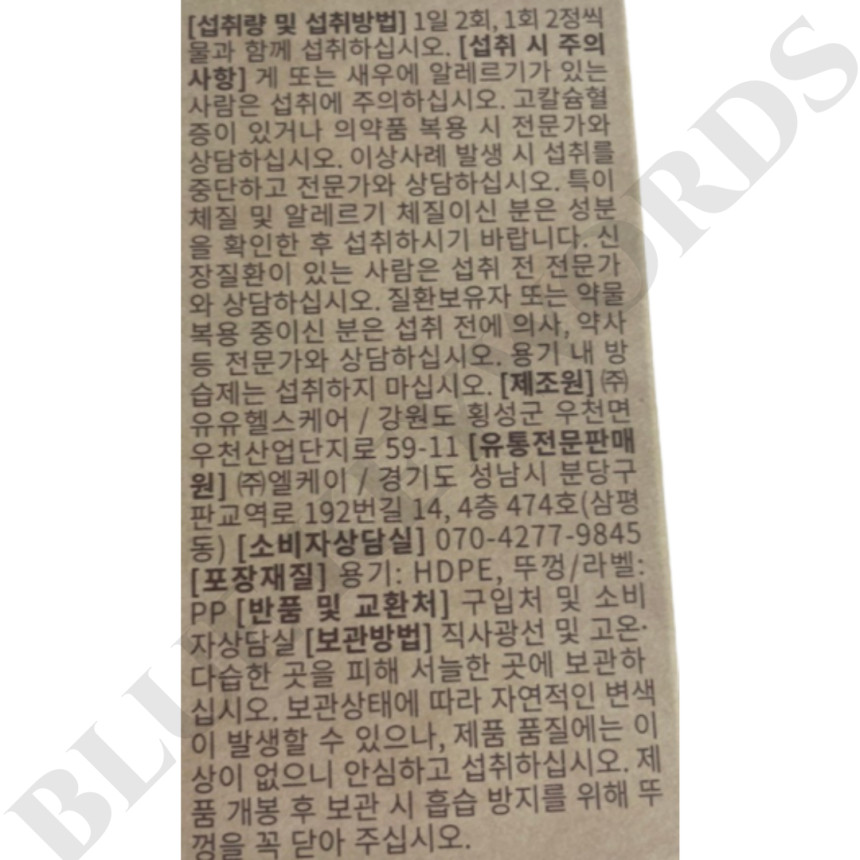 [섭취량 및 섭취방법] 1일 2회, 1회 2정씩
물과 함께 섭취하십시오. [섭취 시 주의
사항] 게 또는 새우에 알레르기가 있는
사람은 섭취에 주의하십시오. 고칼슘혈
증이 있거나 의약품 복용 시 전문가와
상담하십시오. 이상사례 발생 시 섭취를
중단하고 전문가와 상담하십시오. 특이
체질 및 알레르기 체질이신 분은 성분
을 확인한 후 섭취하시기 바랍니다. 신
장질환이 있는 사람은 섭취 전 전문가
와 상담하십시오. 질환보유자 또는 약물
복용 중이신 분은 섭취 전에 의사, 약사
등 전문가와 상담하십시오. 용기 내 방
습제는 섭취하지 마십시오. [제조원] ㈜
유유헬스케어 / 강원도 횡성군 우천면
우천산업단지로 59-11 [유통전문판매
원] ㈜엘케이 / 경기도 성남시 분당구
판교역로 192번길 14, 4층 474호(삼평
동) [소비자상담실] 070-4277-9845
[포장재질] 용기: HDPE, 뚜껑/라벨:
PP [반품 및 교환처] 구입처 및 소비
자상담실 [보관방법] 직사광선 및 고온·
다습한 곳을 피해 서늘한 곳에 보관하
십시오. 보관상태에 따라 자연적인 변색
이 발생할 수 있으나, 제품 품질에는 이
상이 없으니 안심하고 섭취하십시오. 제
품 개봉 후 보관 시 흡습 방지를 위해 뚜
껑을 꼭 닫아 주십시오.